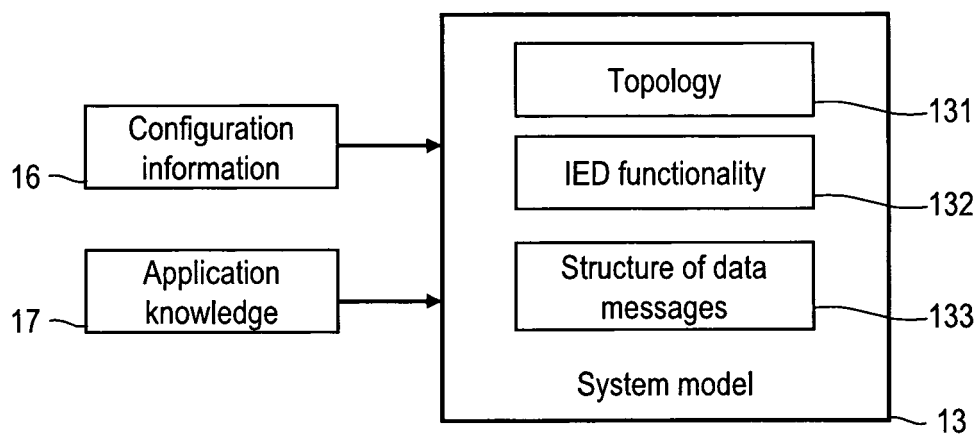 Configuration
information
16
Application
knowledge
17
Topology
131
IED functionality
132
Structure of data
messages
133
System model
13